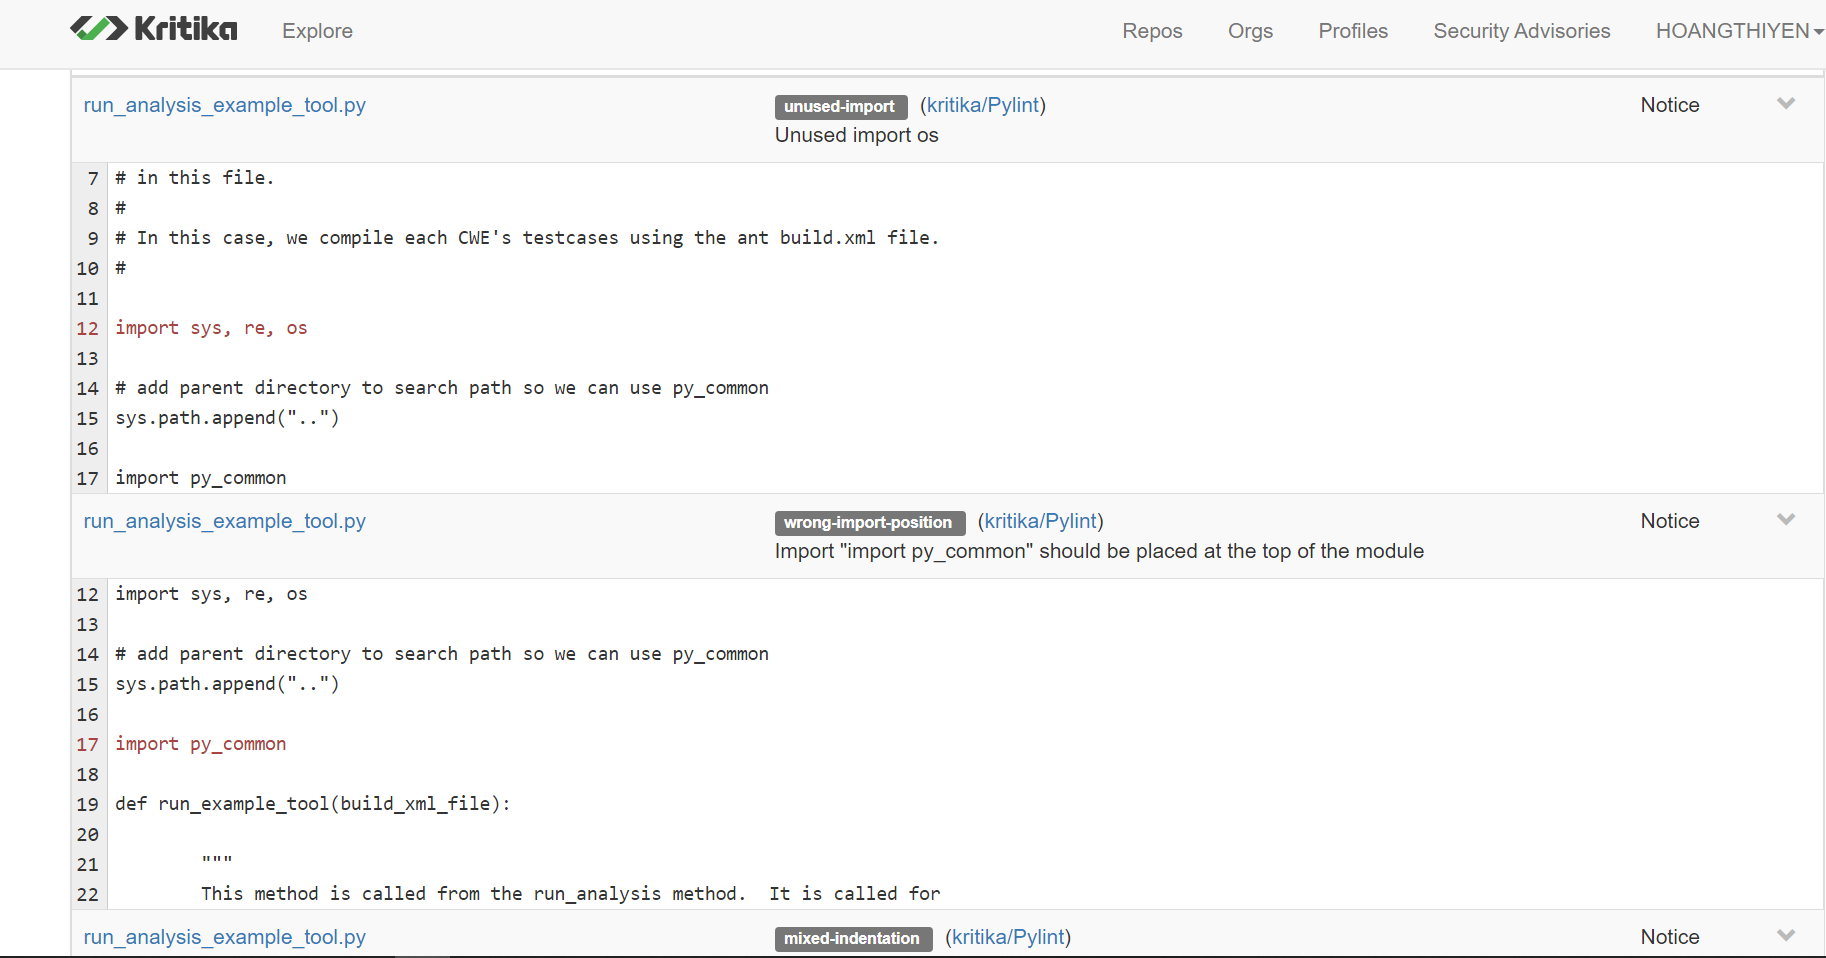 Kritika Explore Repos Orgs Profiles Security Advisories HOANGTHIYEN
run_analysis_example_tool.py unused-import (kritika/Pylint) Notice
Unused import os
7 # in this file.
8 #
9 # In this case, we compile each CWE's testcases using the ant build.xml file.
10 #
11
12 import sys, re, os
13
14 # add parent directory to search path so we can use py_common
15 sys.path.append("..")
16
17 import py_common
run_analysis_example_tool.py wrong-import-position (kritika/Pylint) Notice
Import "import py_common" should be placed at the top of the module
12 import sys, re, os
13
14 # add parent directory to search path so we can use py_common
15 sys.path.append("..")
16
17 import py_common
18
19 def run_example_tool(build_xml_file):
20
21         """
22         This method is called from the run_analysis method.  It is called for
run_analysis_example_tool.py mixed-indentation (kritika/Pylint) Notice